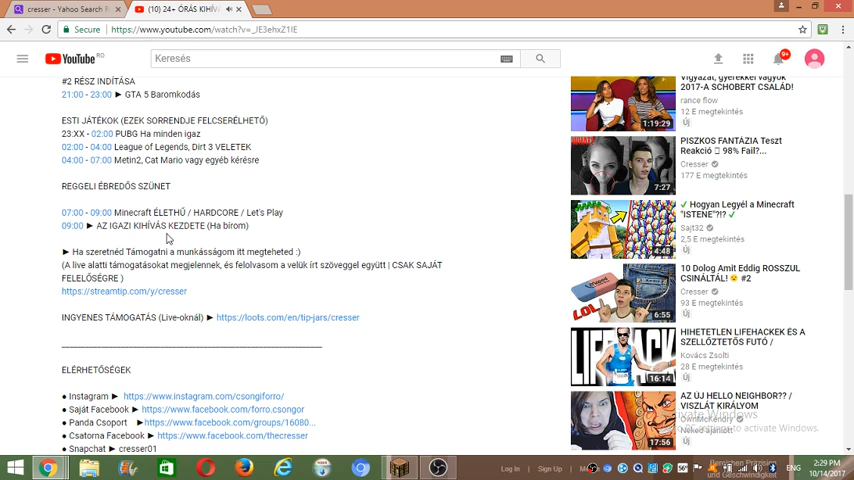 cresser - Yahoo Search R
(10) 24+ ÓRÁS KIHÍV
Secure
https://www.youtube.com/watch?v=_IE3ehxZ1IE
YouTube RO
Keresés
9+
#2 RÉSZ INDÍTÁSA
21:00 - 23:00 ► GTA 5 Baromkodás
ESTI JÁTÉKOK (EZEK SORRENDJE FELCSERÉLHETŐ)
23:XX - 02:00 PUBG Ha minden igaz
02:00 - 04:00 League of Legends, Dirt 3 VELETEK
04:00 - 07:00 Metin2, Cat Mario vagy egyéb kérésre
REGGELI ÉBREDŐS SZÜNET
07:00 - 09:00 Minecraft ÉLETHŰ / HARDCORE / Let's Play
09:00 ► AZ IGAZI KIHÍVÁS KEZDETE (Ha bírom)
► Ha szeretnéd Támogatni a munkásságom itt megteheted :)
(A live alatti támogatásokat megjelennek, és felolvasom a velük írt szöveggel együtt | CSAK SAJÁT
FELELŐSÉGRE )
https://streamtip.com/y/cresser
INGYENES TÁMOGATÁS (Live-oknál) ► https://loots.com/en/tip-jars/cresser
ELÉRHETŐSÉGEK
● Instagram ► https://www.instagram.com/csongiforro/
● Saját Facebook ► https://www.facebook.com/forro.csongor
● Panda Csoport ►https://www.facebook.com/groups/16080...
● Csatorna Facebook ► https://www.facebook.com/thecresser
● Snapchat ► cresser01
Vigyázat, gyerekkel vagyok
2017-A SCHOBERT CSALÁD!
rance flow
12 E megtekintés
Új
1:19:29
PISZKOS FANTÁZIA Teszt
Reakció 98% Fail?...
Cresser
177 E megtekintés
7:27
✓ Hogyan Legyél a Minecraft
"ISTENE"?!? ✓
Sajt32
2,5 E megtekintés
Új
4:48
10 Dolog Amit Eddig ROSSZUL
CSINÁLTÁL! #2
Cresser
93 E megtekintés
Új
LOL
6:55
HIHETETLEN LIFEHACKEK ÉS A
SZELLŐZTETŐS FUTÓ /
Kovács Zsolti
28 E megtekintés
Új
LIFEHACK
16:14
AZ ÚJ HELLO NEIGHBOR?? /
VISZLÁT KIRÁLYOM
OwnMcKendry
Új
17:56
Log In | Sign Up
ENG
2:29 PM
10/14/2017